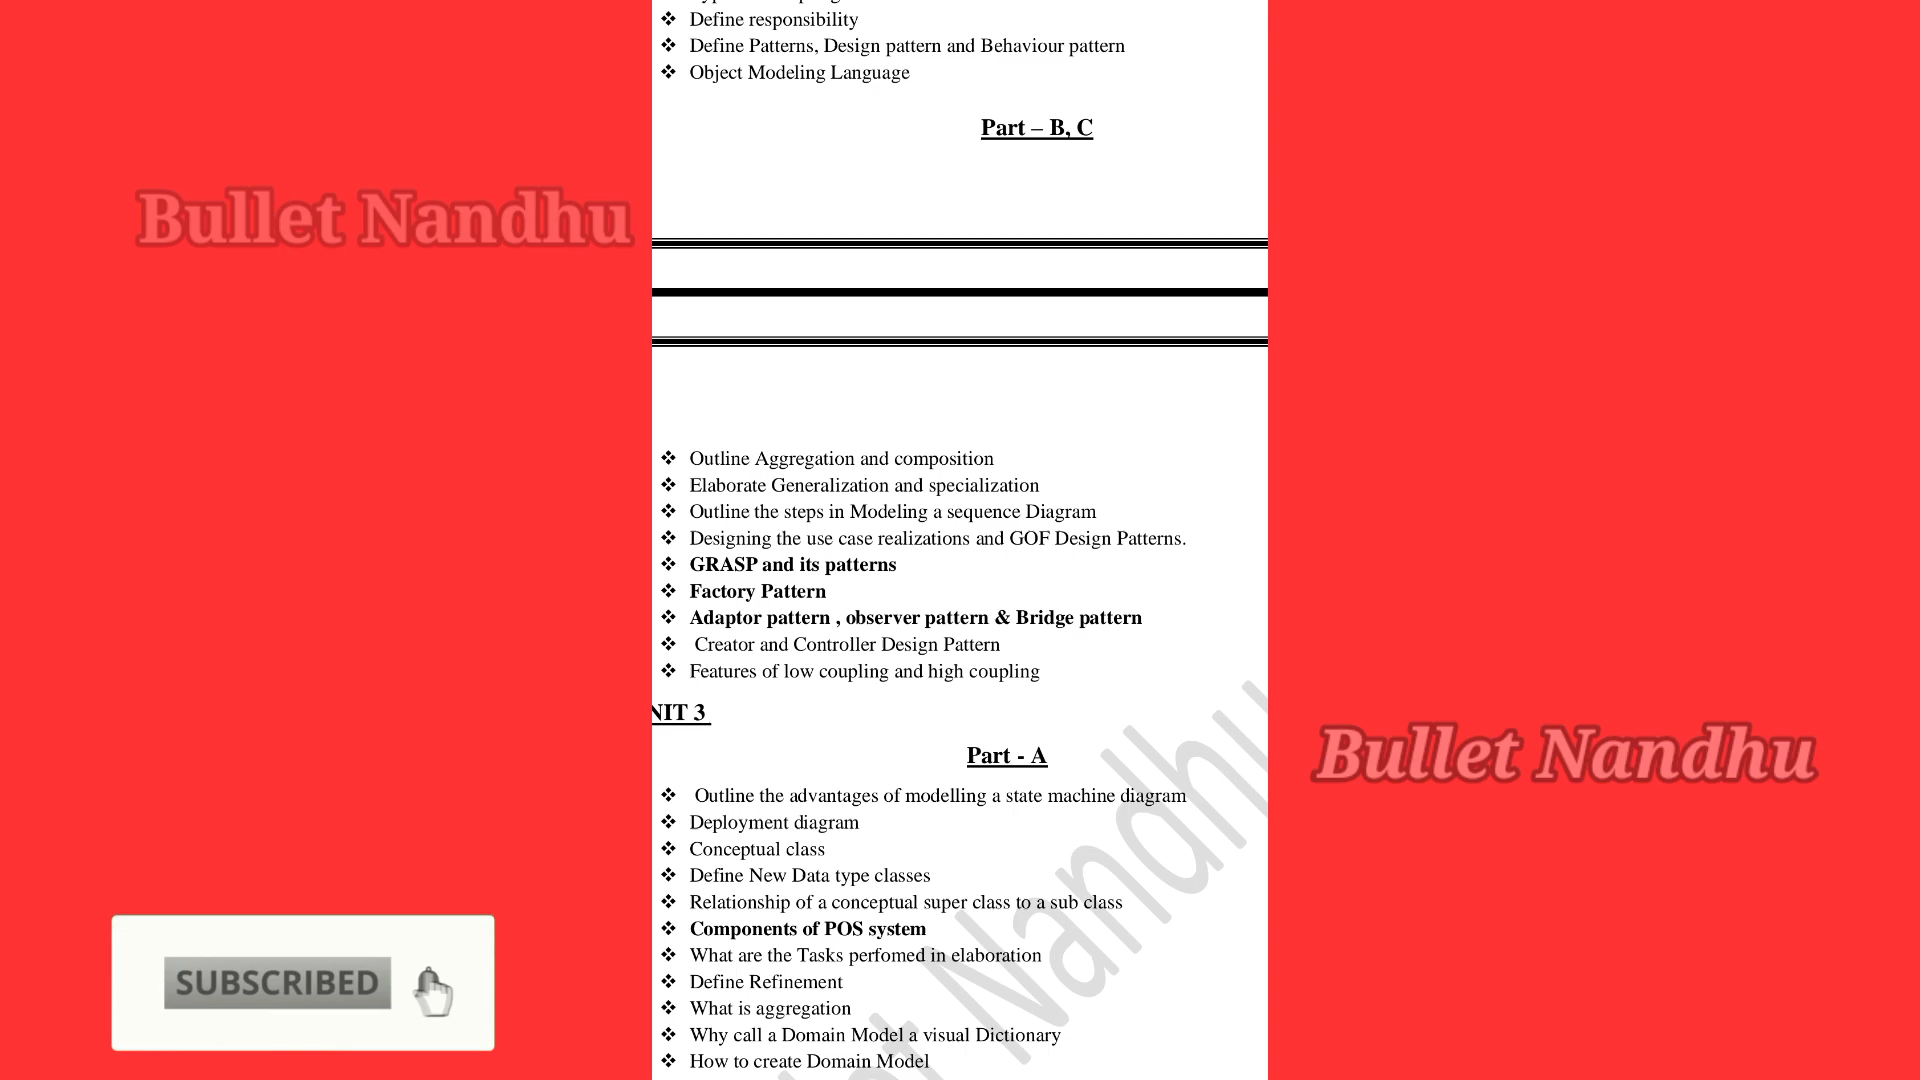 ❖ Define responsibility
❖ Define Patterns, Design pattern and Behaviour pattern
❖ Object Modeling Language
Part – B, C
Bullet Nandhu
❖ Outline Aggregation and composition
❖ Elaborate Generalization and specialization
❖ Outline the steps in Modeling a sequence Diagram
❖ Designing the use case realizations and GOF Design Patterns.
❖ GRASP and its patterns
❖ Factory Pattern
❖ Adaptor pattern , observer pattern & Bridge pattern
❖ Creator and Controller Design Pattern
❖ Features of low coupling and high coupling
NIT 3
Part - A
Bullet Nandhu
❖ Outline the advantages of modelling a state machine diagram
❖ Deployment diagram
❖ Conceptual class
❖ Define New Data type classes
❖ Relationship of a conceptual super class to a sub class
❖ Components of POS system
❖ What are the Tasks perfomed in elaboration
❖ Define Refinement
❖ What is aggregation
❖ Why call a Domain Model a visual Dictionary
❖ How to create Domain Model
Nandhu
SUBSCRIBED